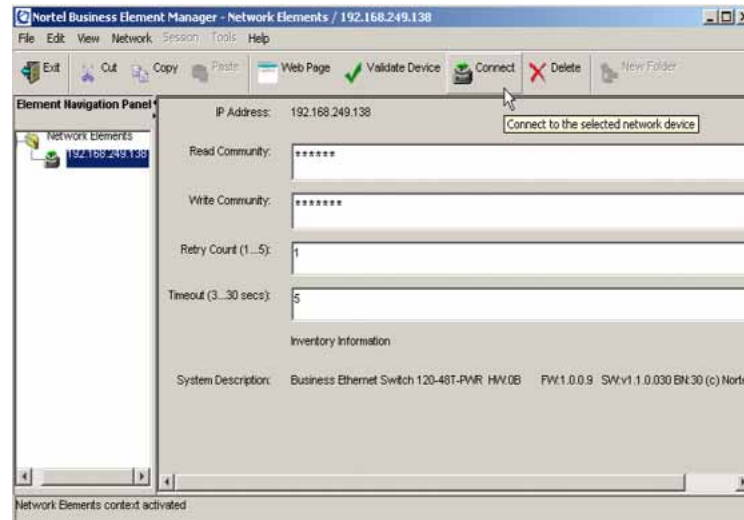 Nortel Business Element Manager - Network Elements / 192.168.249.138
File Edit View Network Session Tools Help
Exit Cut Copy Paste Web Page Validate Device Connect Delete New Folder
Element Navigation Panel
Network Elements
192.168.249.138
IP Address: 192.168.249.138
Connect to the selected network device
Read Community: ******
Write Community: *******
Retry Count (1...5): 1
Timeout (3...30 secs): 5
Inventory Information
System Description: Business Ethernet Switch 120-48T-PWR HW:0B FW:1.0.0.9 SW:v1.1.0.030 BN:30 (c) Norte
Network Elements context activated